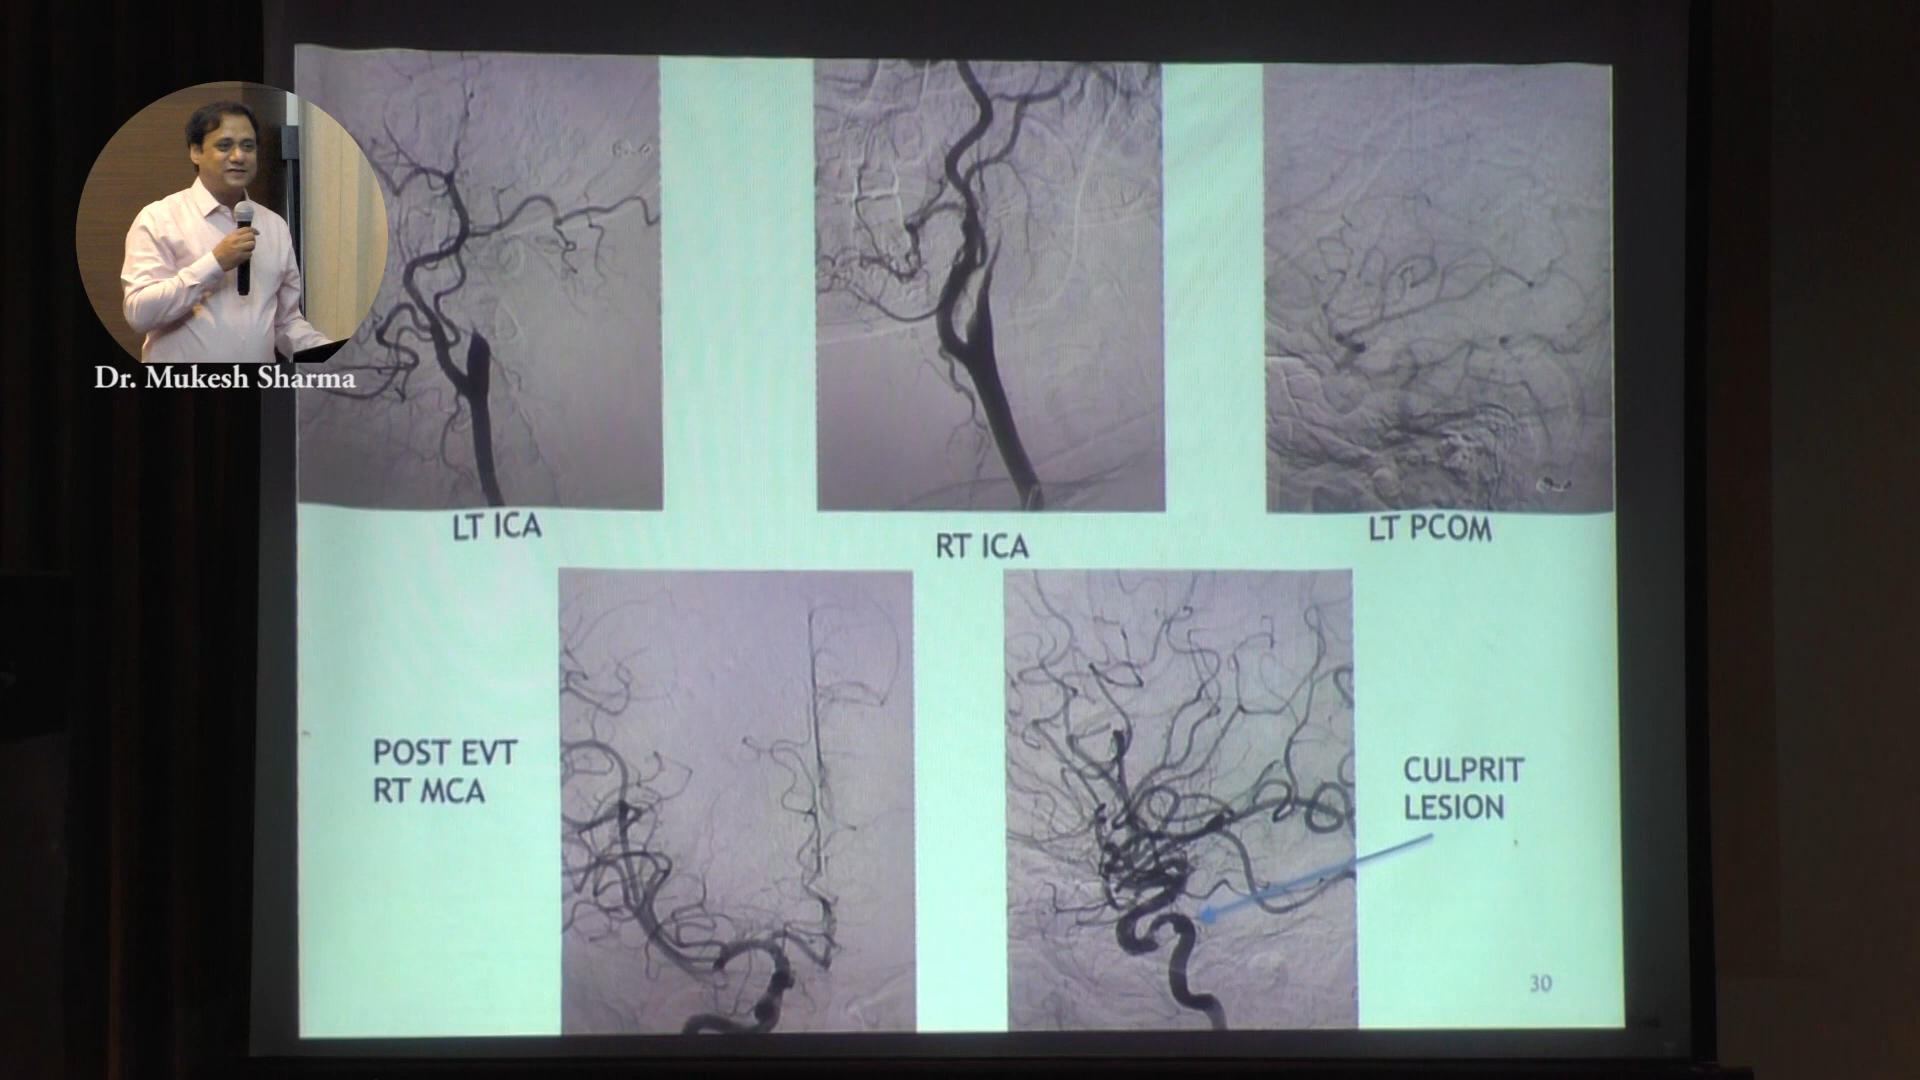 Dr. Mukesh Sharma
LT ICA
RT ICA
LT PCOM
POST EVT
RT MCA
CULPRIT
LESION
30